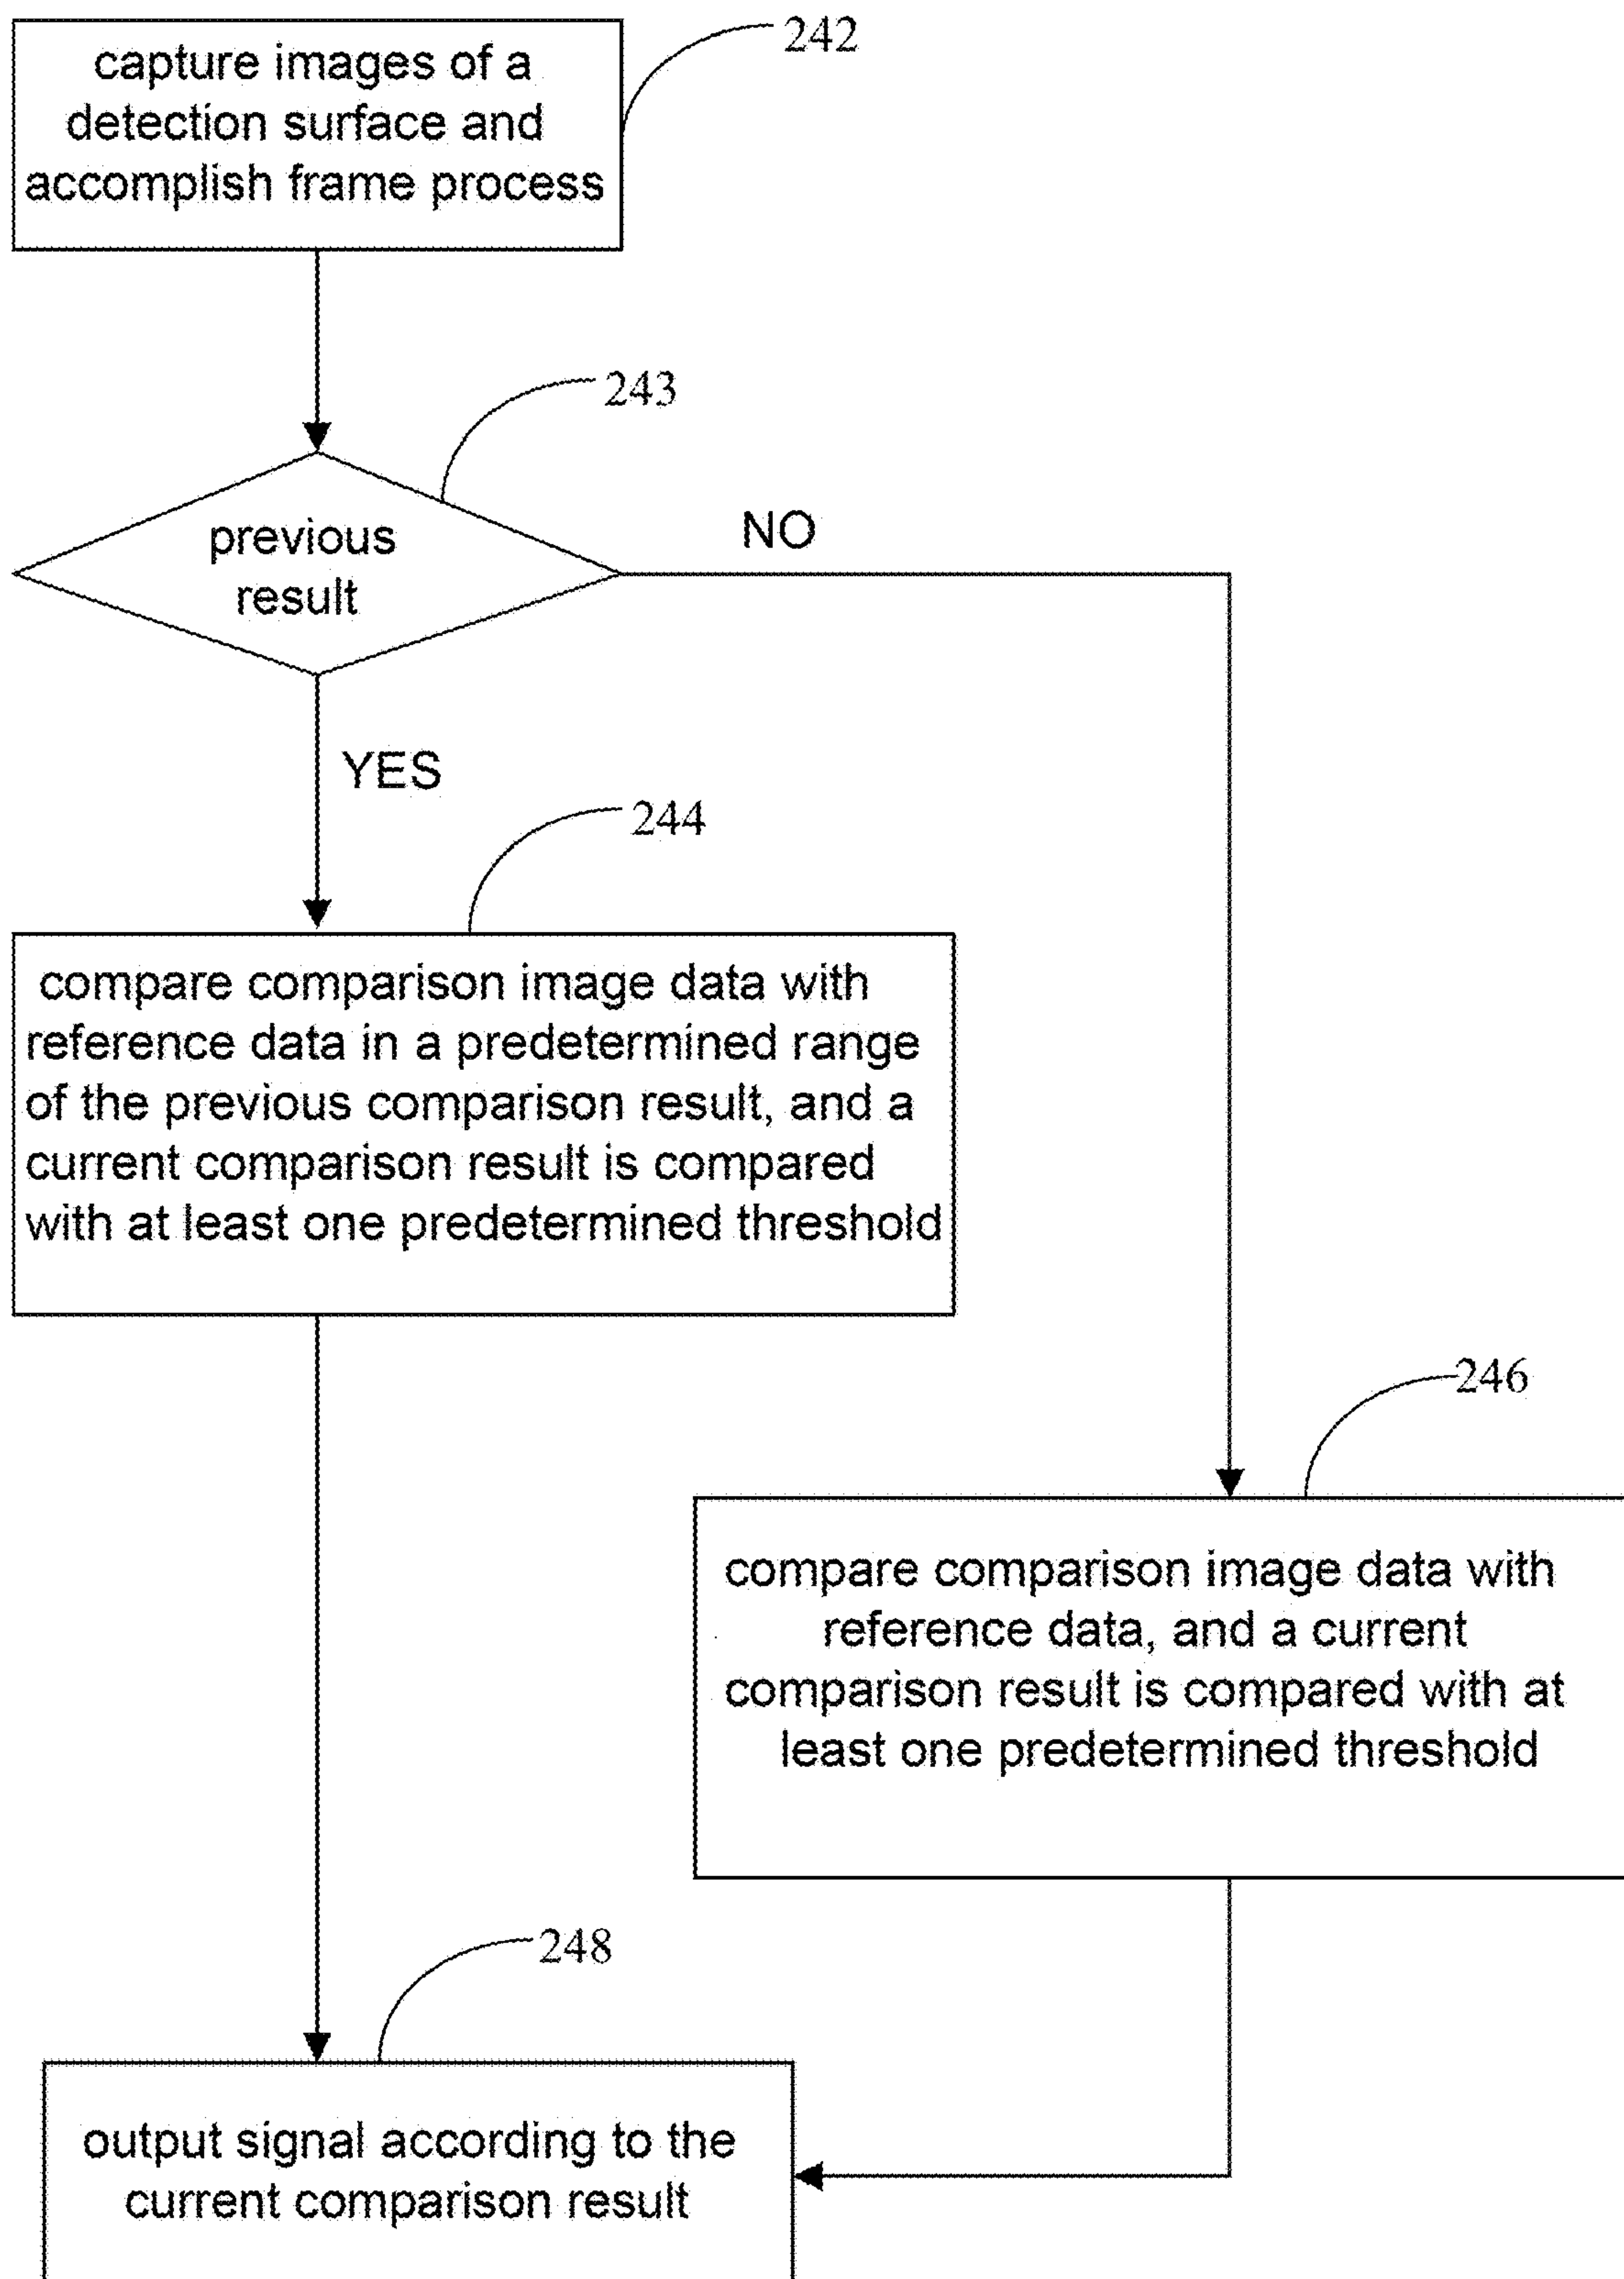 242
capture images of a
detection surface and
accomplish frame process
243
previous
result
NO
YES
244
compare comparison image data with
reference data in a predetermined range
of the previous comparison result, and a
current comparison result is compared
with at least one predetermined threshold
246
compare comparison image data with
reference data, and a current
comparison result is compared with at
least one predetermined threshold
248
output signal according to the
current comparison result